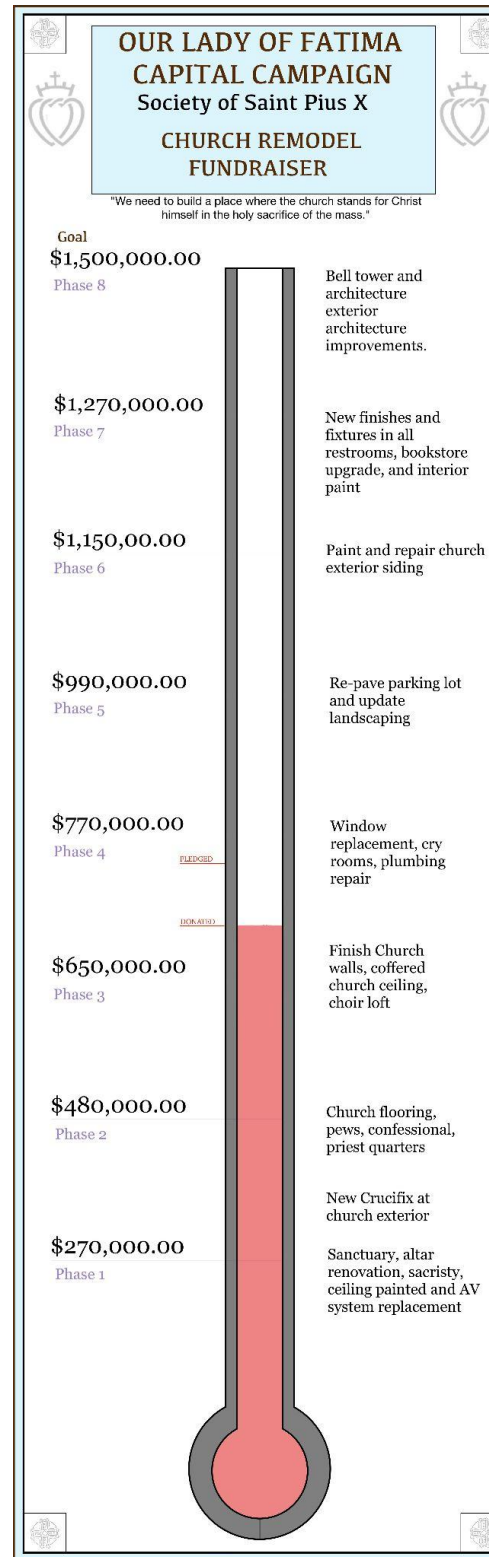 OUR LADY OF FATIMA
CAPITAL CAMPAIGN
Society of Saint Pius X
CHURCH REMODEL
FUNDRAISER
"We need to build a place where the church stands for Christ
himself in the holy sacrifice of the mass."
Goal
$1,500,000.00
Phase 8
Bell tower and
architecture
exterior
architecture
improvements.
$1,270,000.00
Phase 7
New finishes and
fixtures in all
restrooms, bookstore
upgrade, and interior
paint
$1,150,00.00
Phase 6
Paint and repair church
exterior siding
$990,000.00
Phase 5
Re-pave parking lot
and update
landscaping
$770,000.00
Phase 4
Window
replacement, cry
rooms, plumbing
repair
PLEDGED
DONATED
$650,000.00
Phase 3
Finish Church
walls, coffered
church ceiling,
choir loft
$480,000.00
Phase 2
Church flooring,
pews, confessional,
priest quarters
New Crucifix at
church exterior
$270,000.00
Phase 1
Sanctuary, altar
renovation, sacristy,
ceiling painted and AV
system replacement